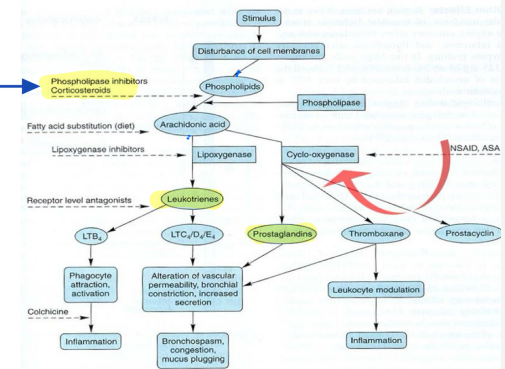 Stimulus
Disturbance of cell membranes
Phospholipase inhibitors
Corticosteroids
Phospholipids
Phospholipase
Fatty acid substitution (diet)
Arachidonic acid
Lipoxygenase inhibitors
Lipoxygenase
Cyclo-oxygenase
NSAID, ASA
Receptor level antagonists
Leukotrienes
LTB₄
LTC₄/D₄/E₄
Prostaglandins
Thromboxane
Prostacyclin
Phagocyte
attraction,
activation
Alteration of vascular
permeability, bronchial
constriction, increased
secretion
Leukocyte modulation
Colchicine
Inflammation
Bronchospasm,
congestion,
mucus plugging
Inflammation